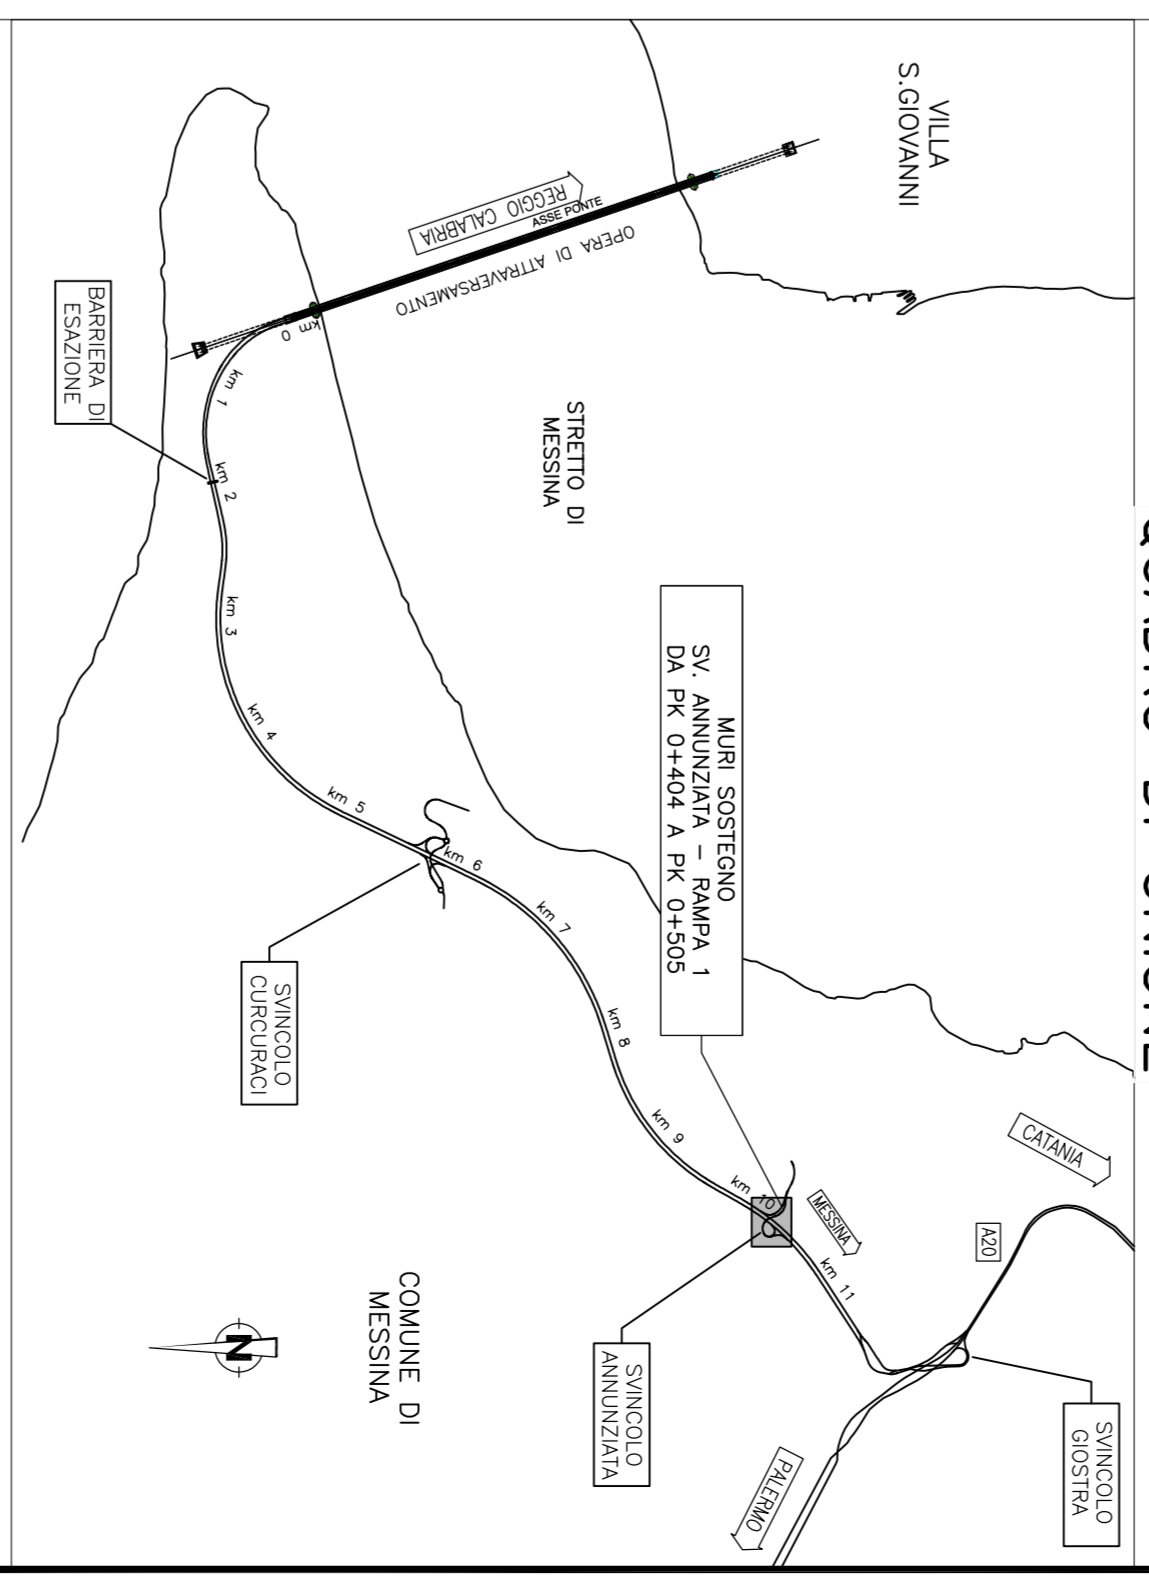 QUADRO DI UNIONE
VILLA
S.GIOVANNI
REGGIO CALABRIA
ASSE PONTE
OPERA DI ATTRAVERSAMENTO
STRETTO DI
MESSINA
BARRIERA DI
ESAZIONE
km 0
km 1
km 2
km 3
km 4
km 5
km 6
km 7
km 8
km 9
km 10
km 11
MURI SOSTEGNO
SV. ANNUNZIATA – RAMPA 1
DA PK 0+404 A PK 0+505
SVINCOLO
CURCURACI
CATANIA
MESSINA
A20
SVINCOLO
ANNUNZIATA
SVINCOLO
GIOSTRA
PALERMO
COMUNE DI
MESSINA
N